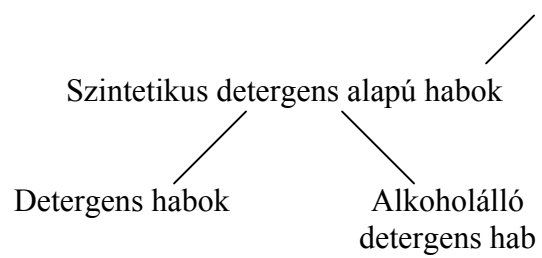 Szintetikus detergens alapú habok
Detergens habok
Alkoholálló
detergens hab